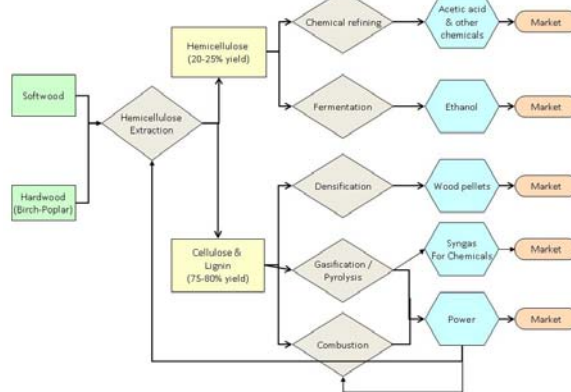 Chemical refining
Acetic acid
& other
chemicals
Market
Hemicellulose
(20-25% yield)
Fermentation
Ethanol
Market
Softwood
Hemicellulose
Extraction
Hardwood
(Birch-Poplar)
Densification
Wood pellets
Market
Cellulose &
Lignin
(75-80% yield)
Gasification /
Pyrolysis
Syngas
For Chemicals
Market
Power
Market
Combustion